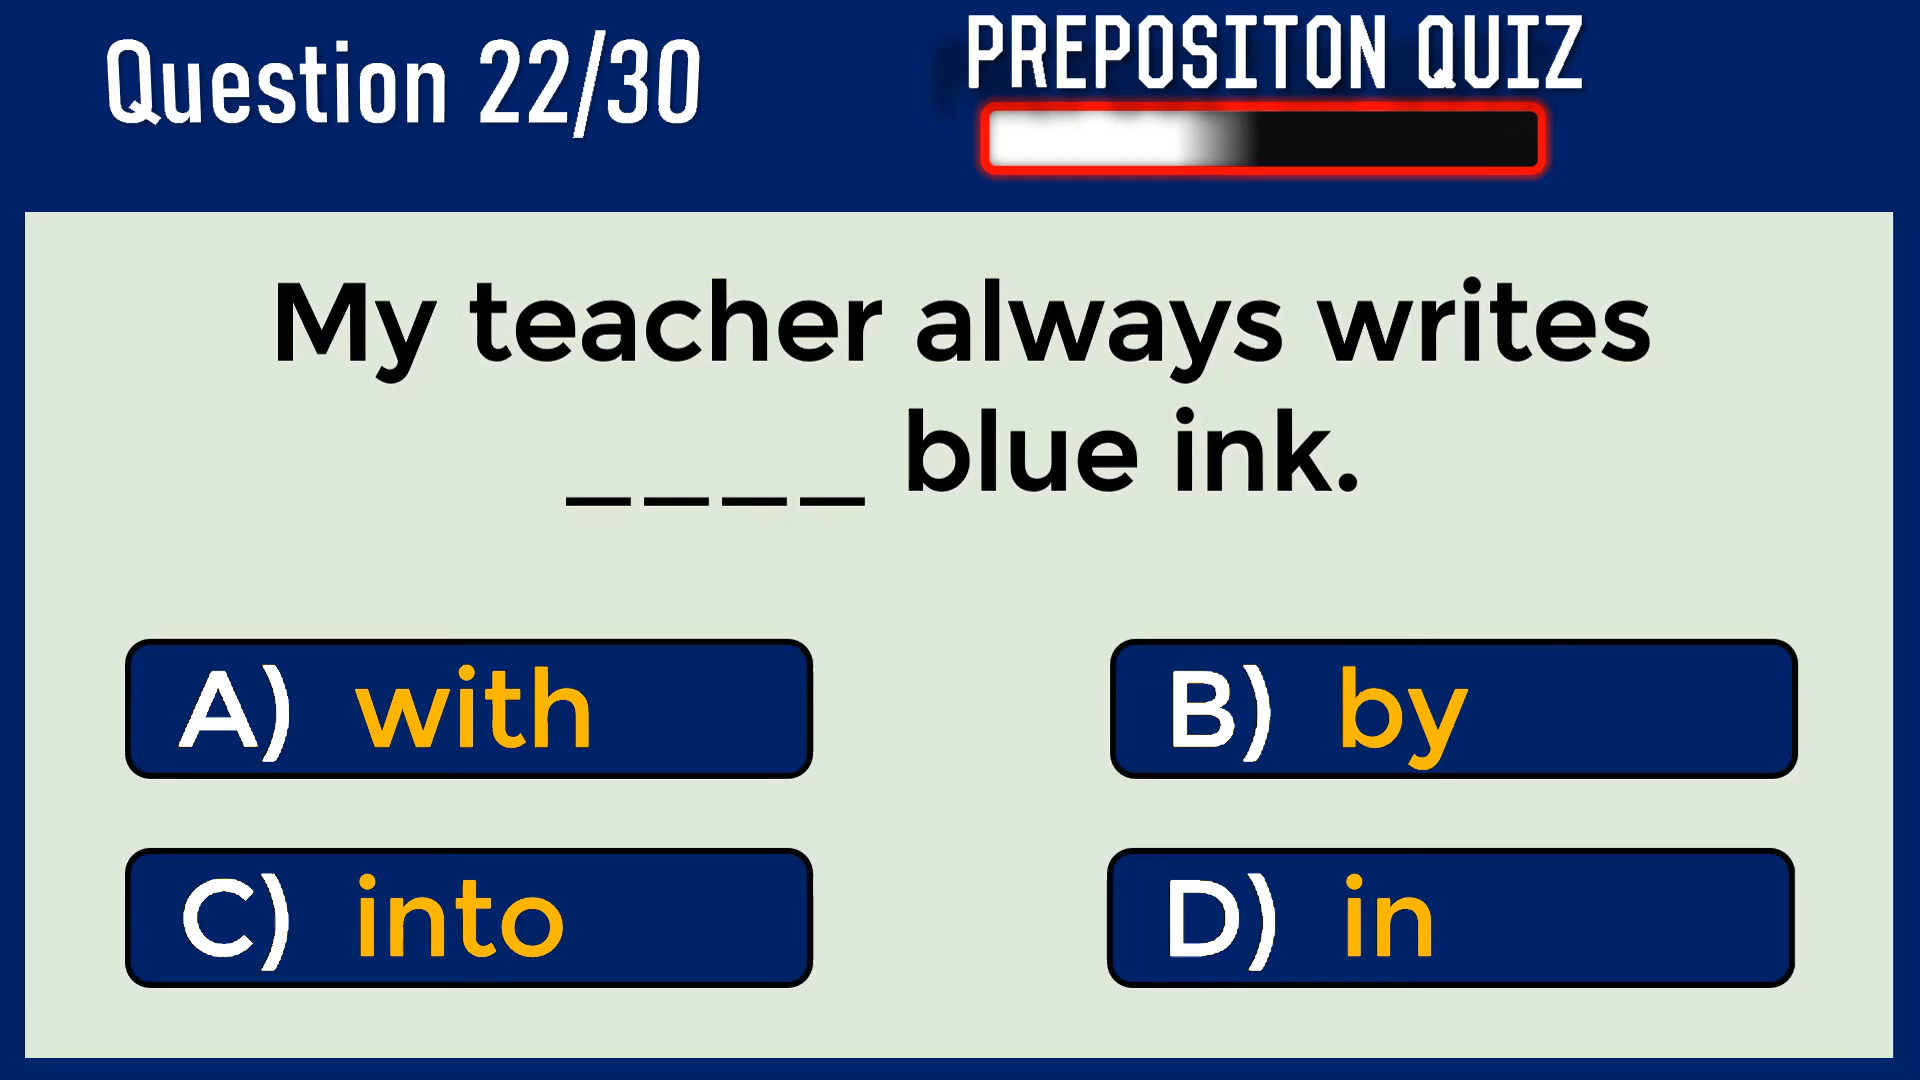 Question 22/30
PREPOSITON QUIZ
My teacher always writes
____ blue ink.
A) with
B) by
C) into
D) in